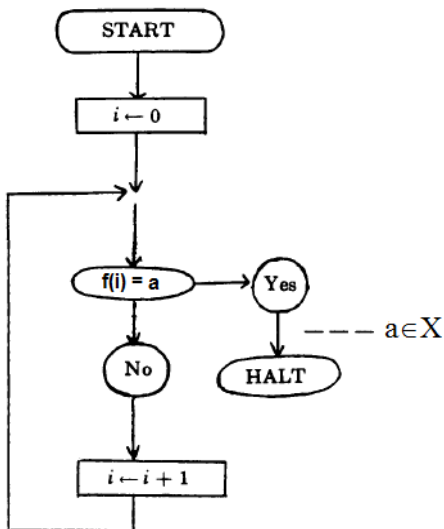 START
i ← 0
f(i) = a
Yes
a∈X
No
HALT
i ← i + 1